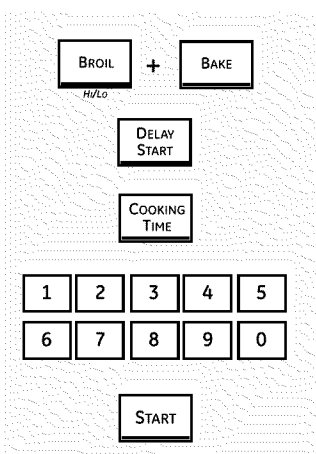 BROIL + BAKE
Hi/Lo
DELAY
START
COOKING
TIME
1 2 3 4 5
6 7 8 9 0
START